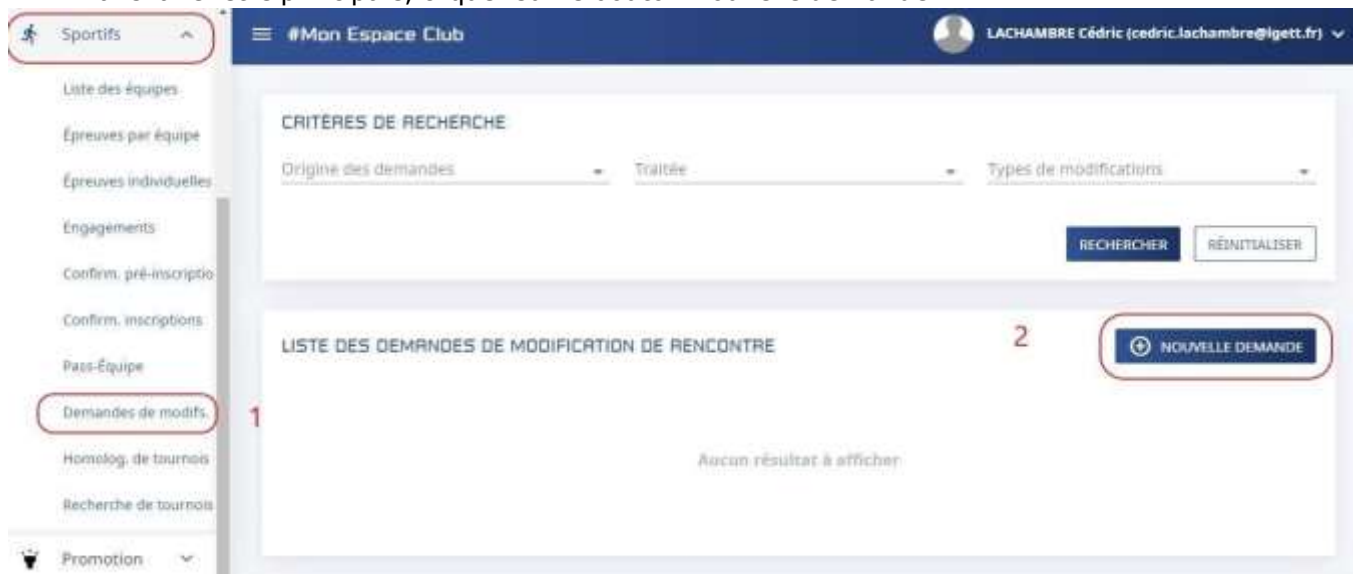 Sportifs
#Mon Espace Club
LACHAMBRE Cédric (cedric.lachambre@lgett.fr)
Liste des équipes
Épreuves par équipe
Épreuves individuelles
Engagements
Confirm. pré-inscriptio
Confirm. inscriptions
Pass-Équipe
Demandes de modifs.
1
Homolog. de tournois
Recherche de tournois
Promotion
CRITÈRES DE RECHERCHE
Origine des demandes
Traitée
Types de modifications
RECHERCHER
RÉINITIALISER
LISTE DES DEMANDES DE MODIFICATION DE RENCONTRE
2
NOUVELLE DEMANDE
Aucun résultat à afficher